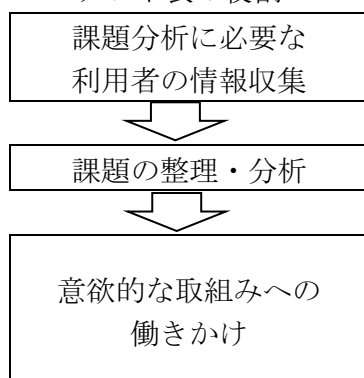 課題分析に必要な
利用者の情報収集
課題の整理・分析
意欲的な取組みへの
働きかけ